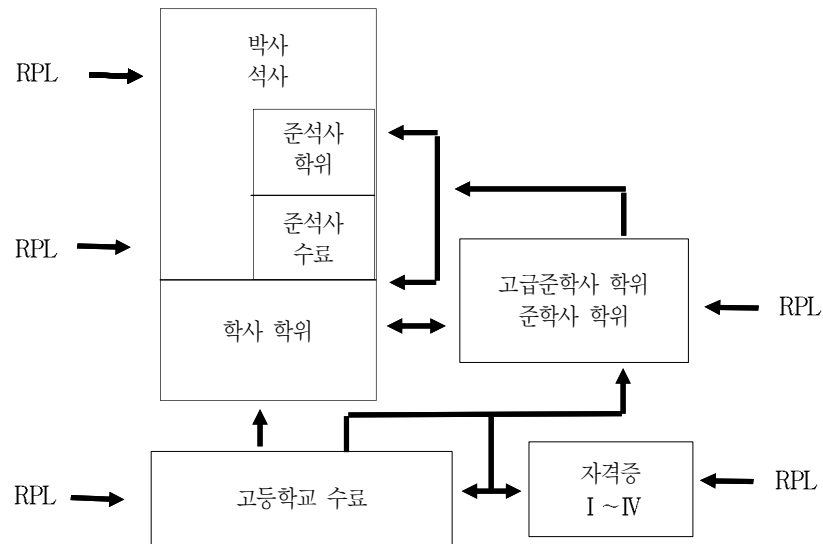 박사
석사
RPL
준석사
학위
준석사
수료
RPL
고급준학사 학위
준학사 학위
RPL
학사 학위
자격증
Ⅰ～Ⅳ
RPL
고등학교 수료
RPL